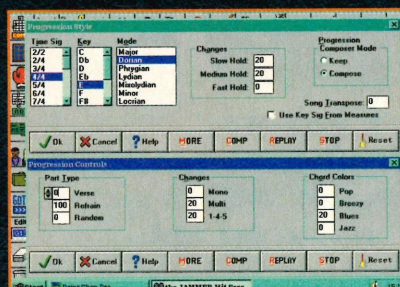 Progression Style
Time Sig Key Mode
2/2 C Major
2/4 Db Dorian
3/4 D Phrygian
4/4 Eb Lydian
5/4 E Mixolydian
6/4 F Minor
7/4 F# Locrian
Changes
Slow Hold: 20
Medium Hold: 20
Fast Hold: 0
Progression
Composer Mode
Keep
Compose
Song Transpose: 0
Use Key Sig From Measures
Ok Cancel Help MORE COMP REPLAY STOP Reset
Progression Controls
Part Type
0 Verse
100 Refrain
0 Random
Changes
0 Mono
20 Multi
20 1-4-5
Chord Colors
0 Pop
0 Breezy
20 Blues
0 Jazz
Ok Cancel Help MORE COMP REPLAY STOP Reset
the JAMMER Hit